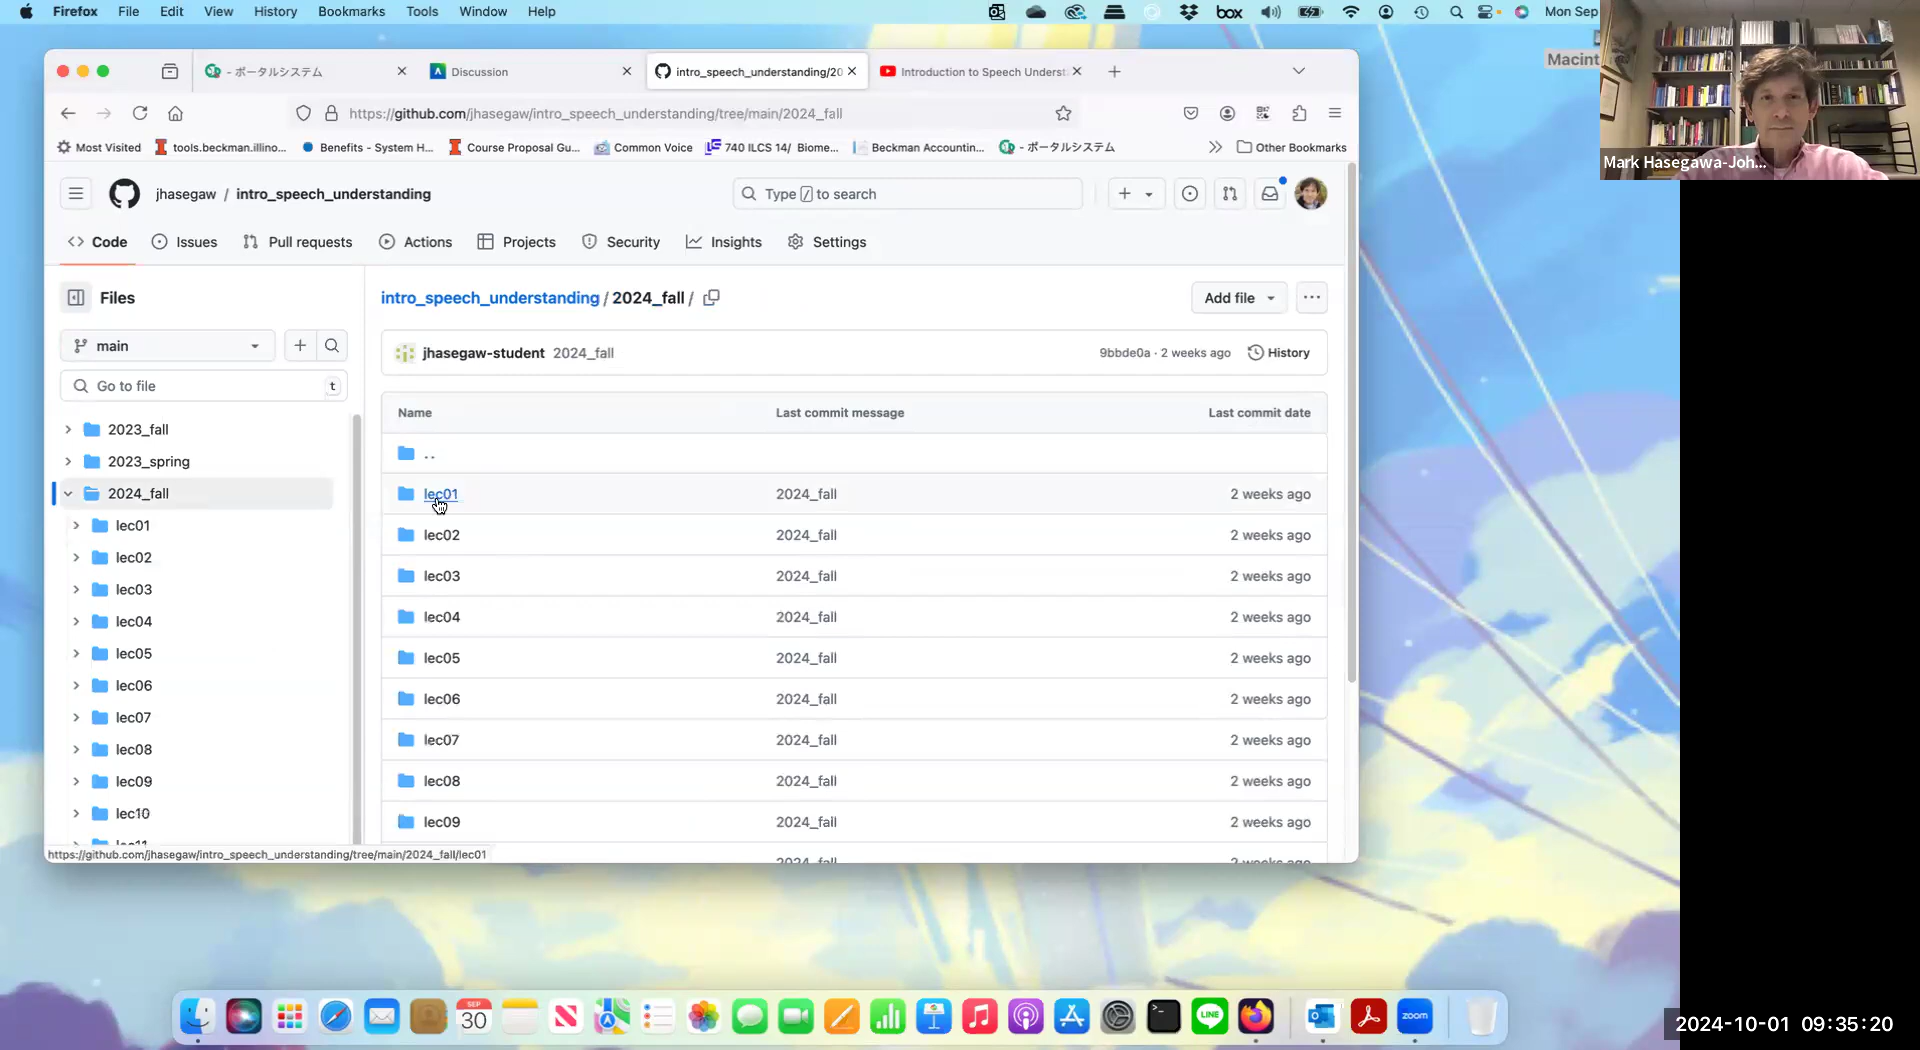 Firefox File Edit View History Bookmarks Tools Window Help
box
Mon Sep
Macint
Mark Hasegawa-Joh...
- ポータルシステム
Discussion
intro_speech_understanding/20
Introduction to Speech Underst
https://github.com/jhasegaw/intro_speech_understanding/tree/main/2024_fall
Most Visited
tools.beckman.illino...
Benefits - System H...
Course Proposal Gu...
Common Voice
740 ILCS 14/ Biome...
Beckman Accountin...
- ポータルシステム
Other Bookmarks
jhasegaw / intro_speech_understanding
Type / to search
Code Issues Pull requests Actions Projects Security Insights Settings
Files
intro_speech_understanding / 2024_fall /
Add file
main
jhasegaw-student 2024_fall
9bbde0a · 2 weeks ago
History
Go to file t
Name Last commit message Last commit date
2023_fall
..
2023_spring
2024_fall
lec01 2024_fall 2 weeks ago
lec01
lec02 2024_fall 2 weeks ago
lec02
lec03 2024_fall 2 weeks ago
lec03
lec04 2024_fall 2 weeks ago
lec04
lec05 2024_fall 2 weeks ago
lec05
lec06 2024_fall 2 weeks ago
lec06
lec07 2024_fall 2 weeks ago
lec07
lec08 2024_fall 2 weeks ago
lec08
lec09 2024_fall 2 weeks ago
lec09
lec10
lec11
2024_fall 2 weeks ago
https://github.com/jhasegaw/intro_speech_understanding/tree/main/2024_fall/lec01
SEP
30
LINE
zoom
2024-10-01 09:35:20